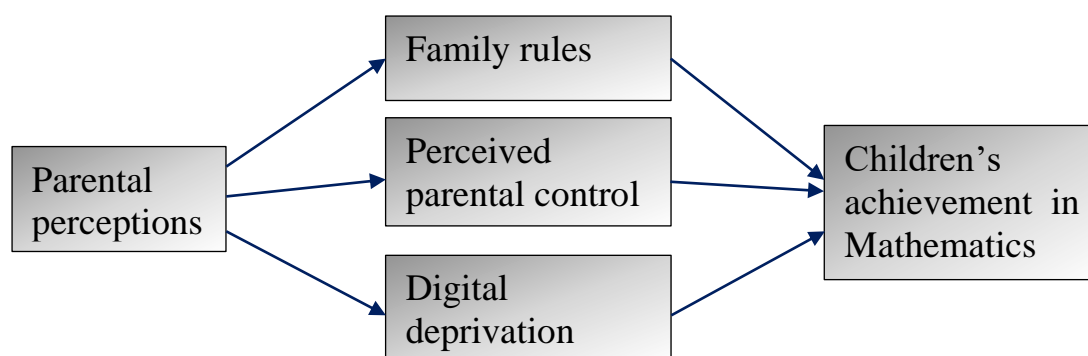 Parental
perceptions
Family rules
Perceived
parental control
Digital
deprivation
Children’s
achievement in
Mathematics